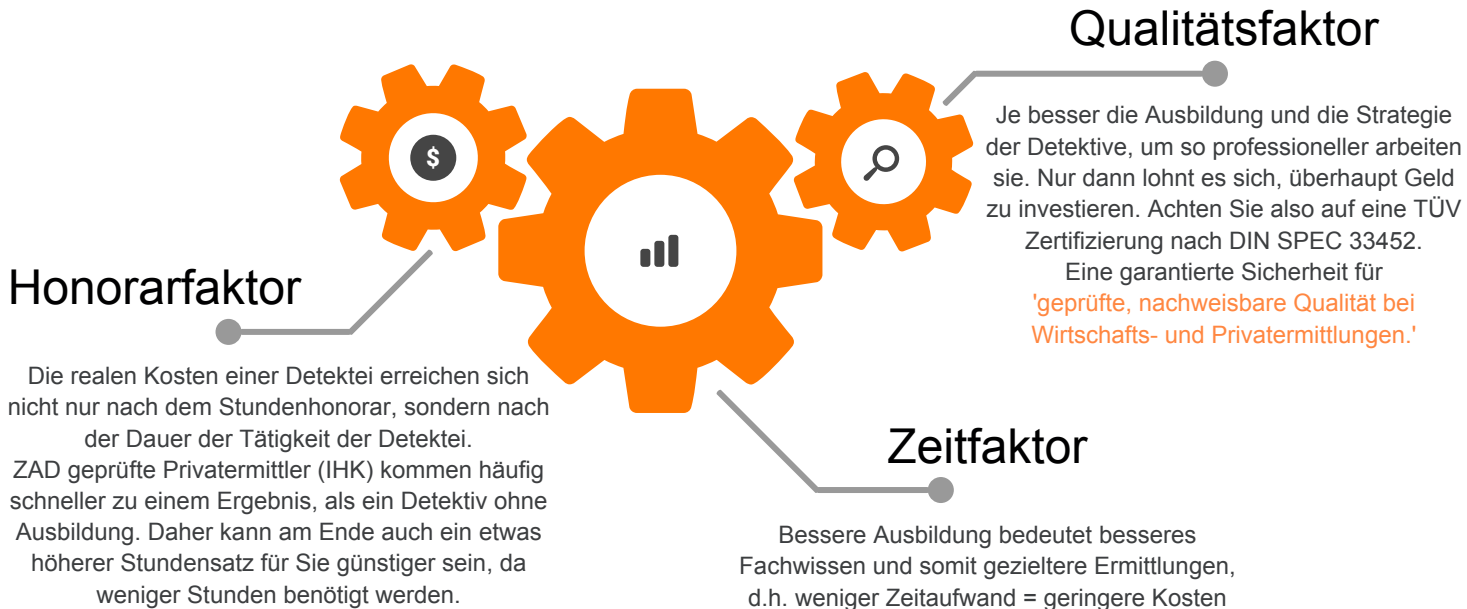 Qualitätsfaktor
Je besser die Ausbildung und die Strategie
der Detektive, um so professioneller arbeiten
sie. Nur dann lohnt es sich, überhaupt Geld
zu investieren. Achten Sie also auf eine TÜV
Zertifizierung nach DIN SPEC 33452.
Eine garantierte Sicherheit für
'geprüfte, nachweisbare Qualität bei
Wirtschafts- und Privatermittlungen.'
$
Honorarfaktor
Die realen Kosten einer Detektei erreichen sich
nicht nur nach dem Stundenhonorar, sondern nach
der Dauer der Tätigkeit der Detektei.
ZAD geprüfte Privatermittler (IHK) kommen häufig
schneller zu einem Ergebnis, als ein Detektiv ohne
Ausbildung. Daher kann am Ende auch ein etwas
höherer Stundensatz für Sie günstiger sein, da
weniger Stunden benötigt werden.
Zeitfaktor
Bessere Ausbildung bedeutet besseres
Fachwissen und somit gezieltere Ermittlungen,
d.h. weniger Zeitaufwand = geringere Kosten